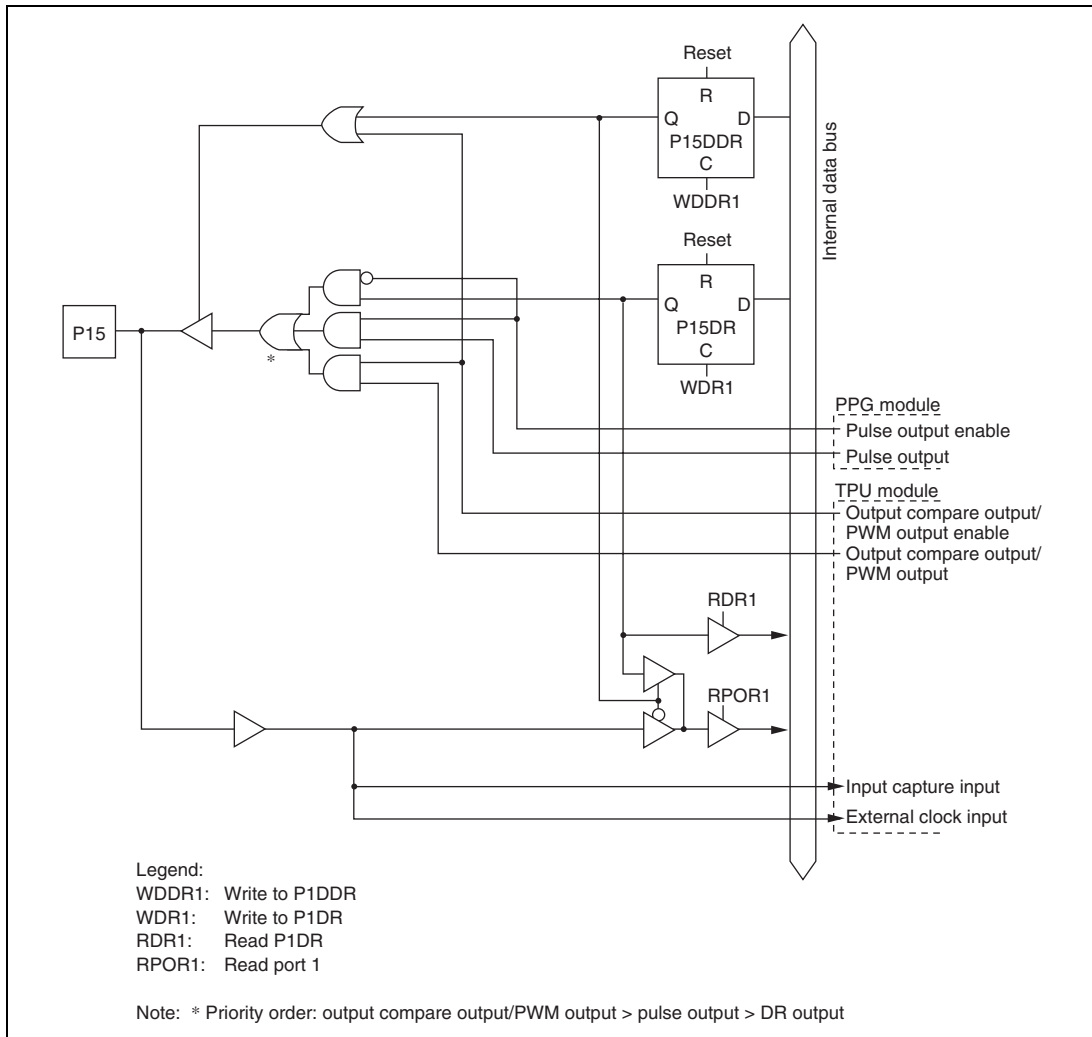 Reset
R
Q
D
P15DDR
C
WDDR1
Internal data bus
Reset
R
Q
D
P15DR
C
WDR1
P15
*
PPG module
Pulse output enable
Pulse output
TPU module
Output compare output/
PWM output enable
Output compare output/
PWM output
RDR1
RPOR1
Input capture input
External clock input
Legend:
WDDR1: Write to P1DDR
WDR1: Write to P1DR
RDR1: Read P1DR
RPOR1: Read port 1
Note: * Priority order: output compare output/PWM output > pulse output > DR output